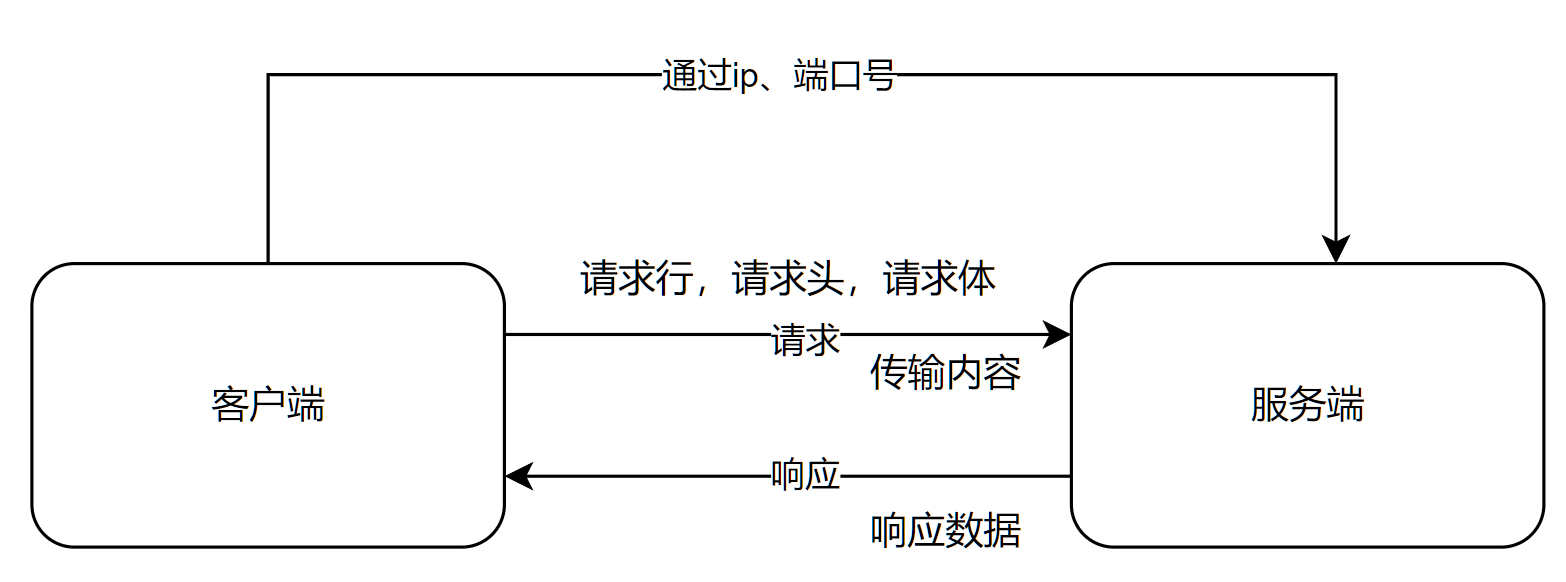 通过ip、端口号
请求行，请求头，请求体
请求
传输内容
客户端
服务端
响应
响应数据